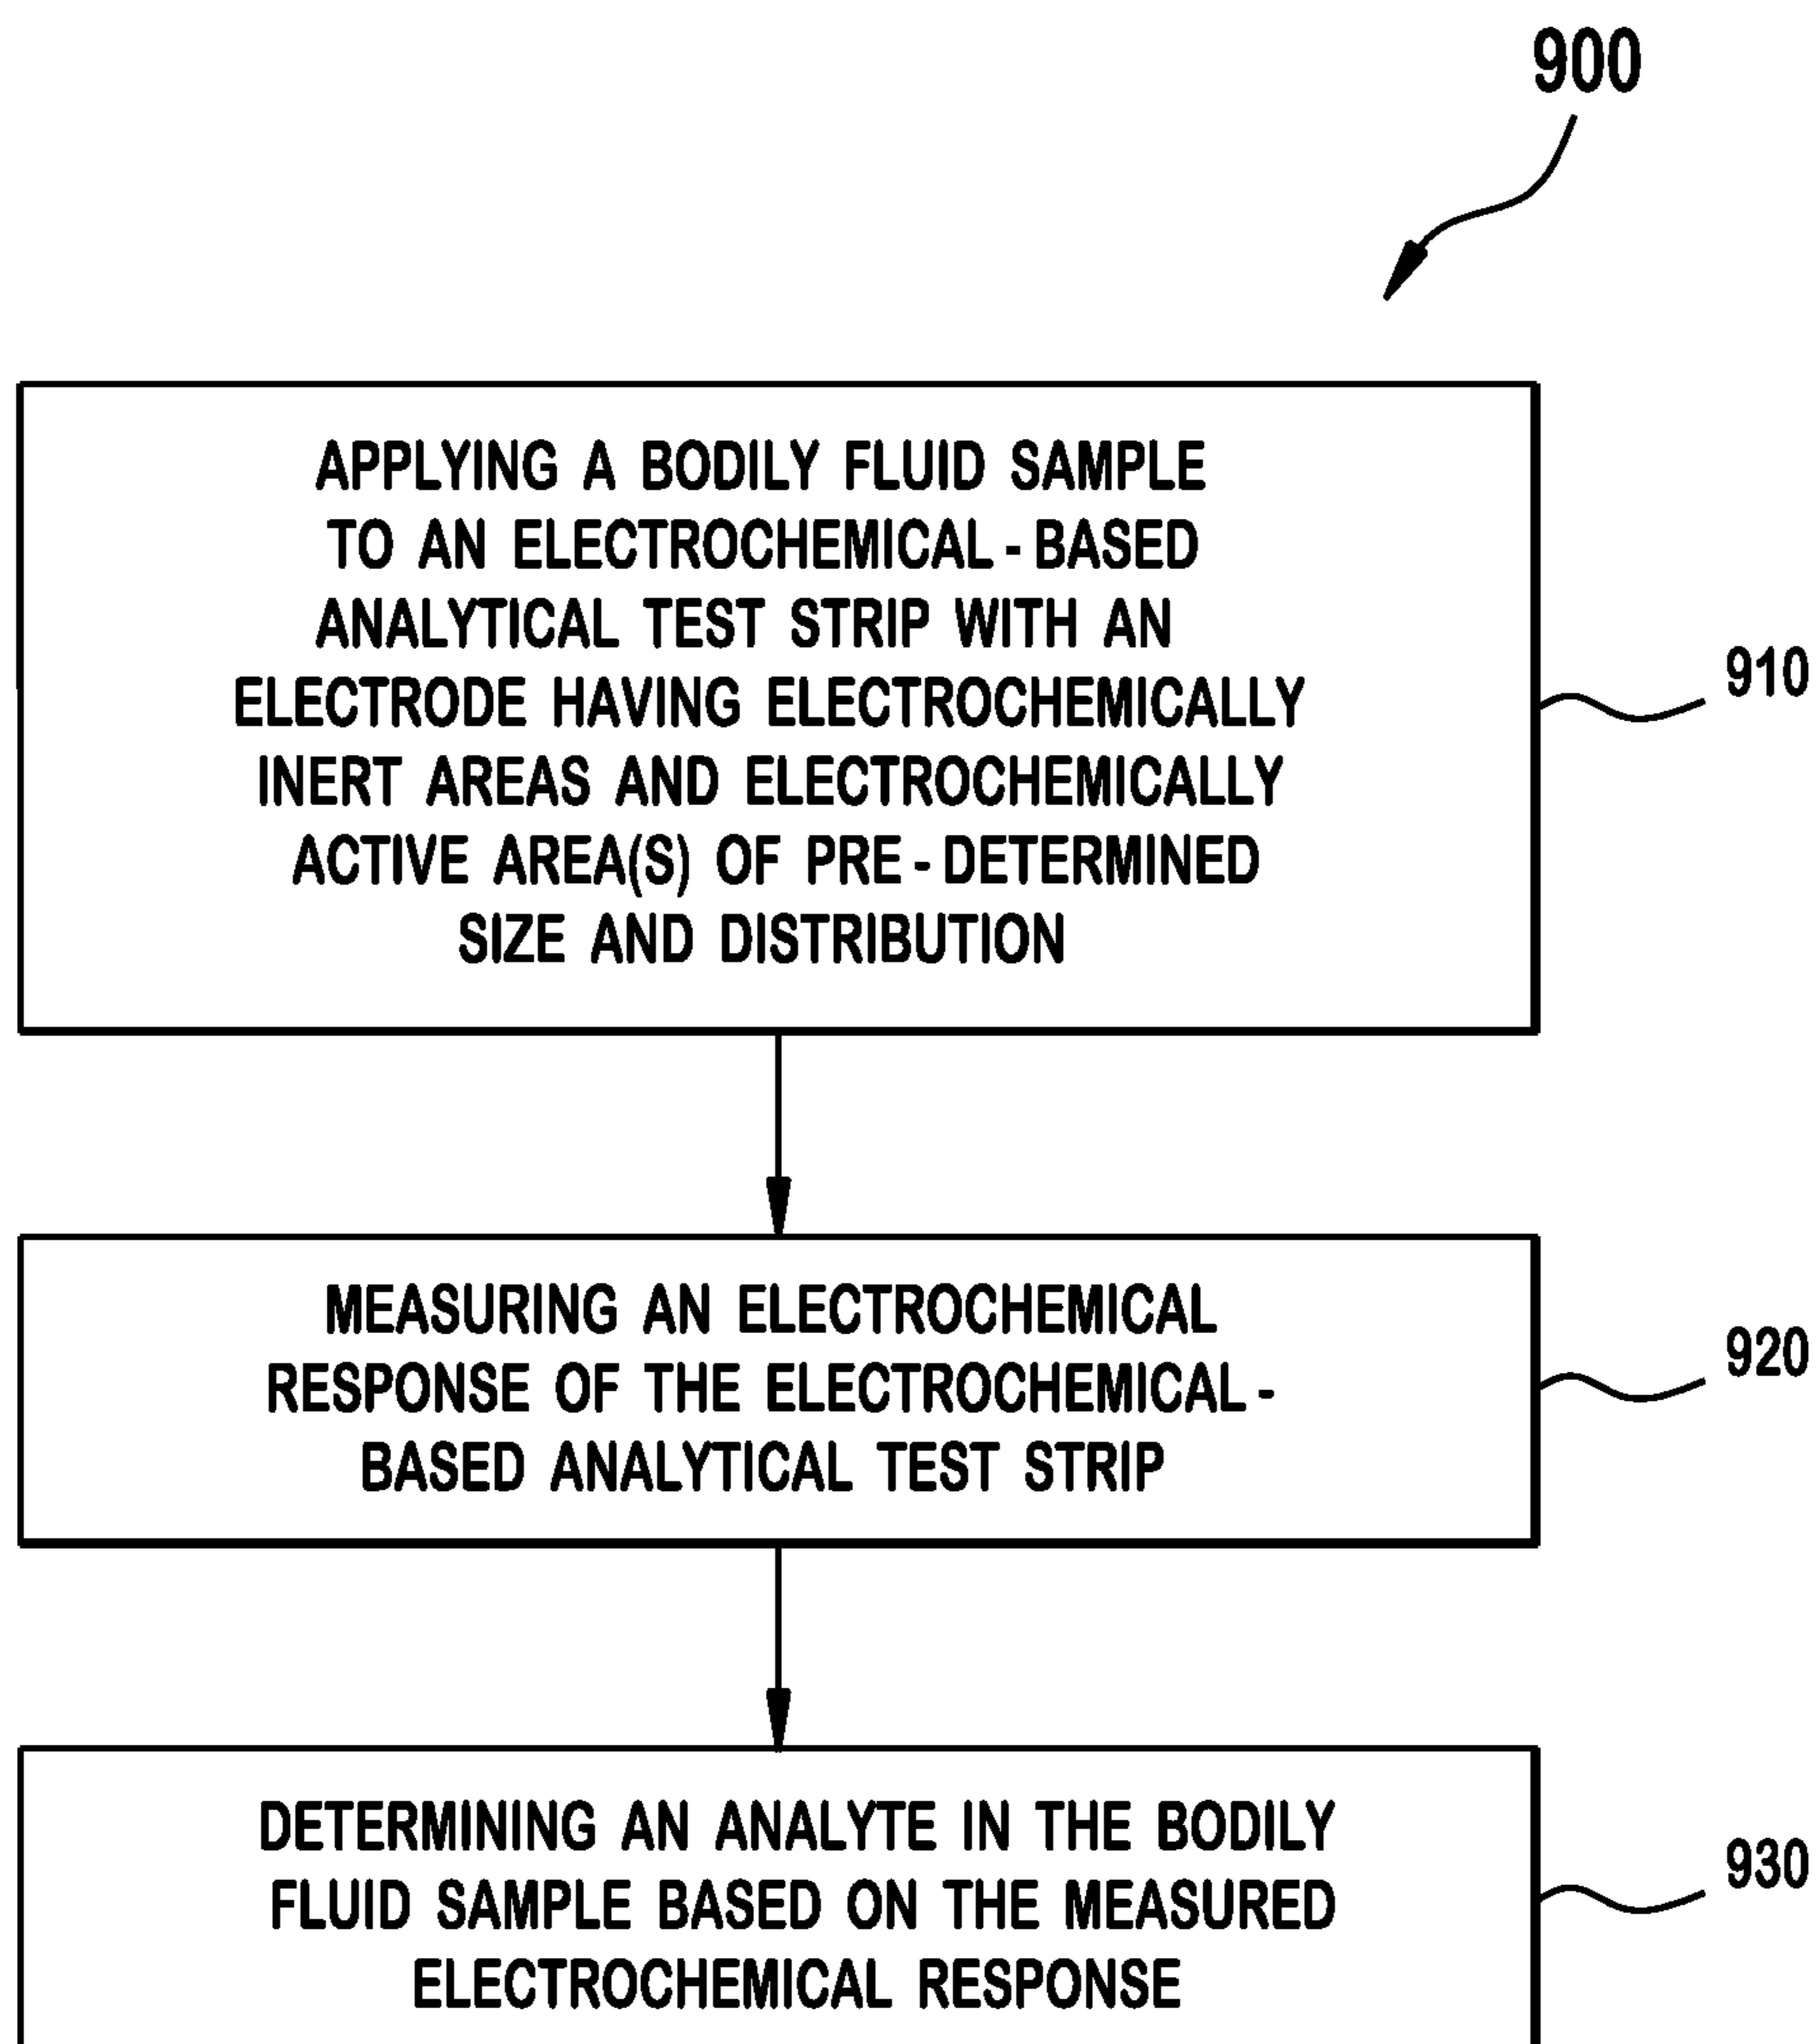 900
APPLYING A BODILY FLUID SAMPLE
TO AN ELECTROCHEMICAL-BASED
ANALYTICAL TEST STRIP WITH AN
ELECTRODE HAVING ELECTROCHEMICALLY
INERT AREAS AND ELECTROCHEMICALLY
ACTIVE AREA(S) OF PRE-DETERMINED
SIZE AND DISTRIBUTION
910
MEASURING AN ELECTROCHEMICAL
RESPONSE OF THE ELECTROCHEMICAL-
BASED ANALYTICAL TEST STRIP
920
DETERMINING AN ANALYTE IN THE BODILY
FLUID SAMPLE BASED ON THE MEASURED
ELECTROCHEMICAL RESPONSE
930